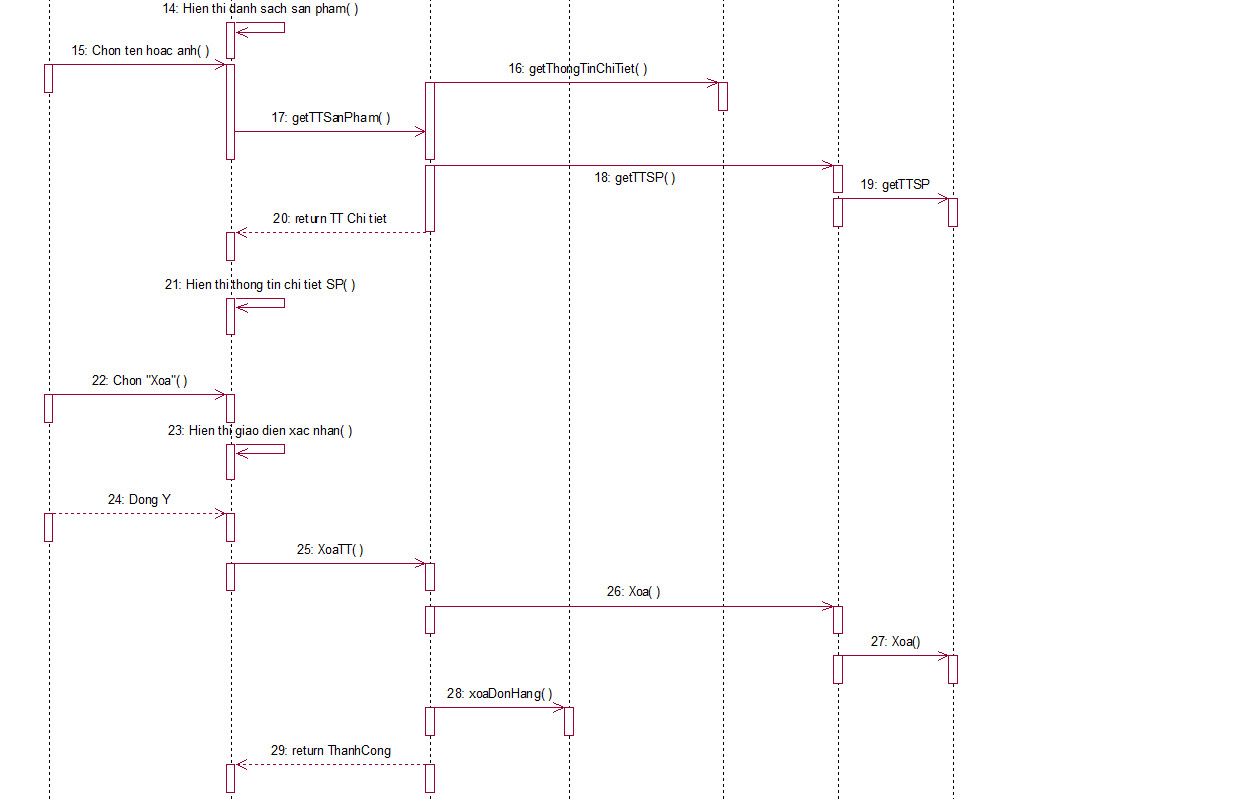 14: Hien thi danh sach san pham( )
15: Chon ten hoac anh( )
16: getThongTinChiTiet( )
17: getTTSanPham( )
18: getTTSP( )
19: getTTSP
20: return TT Chi tiet
21: Hien thi thong tin chi tiet SP( )
22: Chon "Xoa"( )
23: Hien thi giao dien xac nhan( )
24: Dong Y
25: XoaTT( )
26: Xoa( )
27: Xoa()
28: xoaDonHang( )
29: return ThanhCong